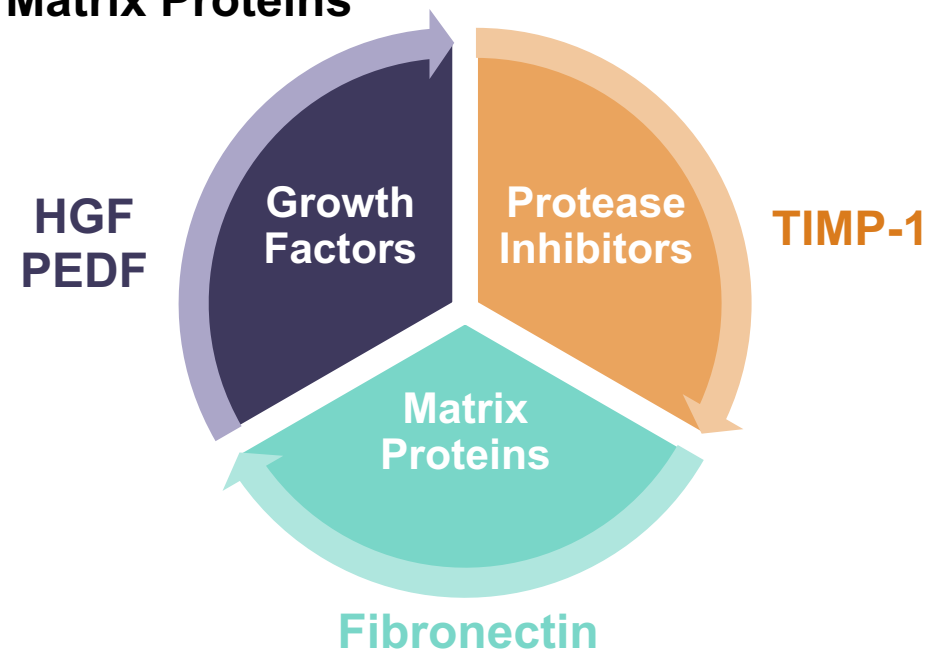 Matrix Proteins
HGF
PEDF
Growth
Factors
Protease
Inhibitors
TIMP-1
Matrix
Proteins
Fibronectin